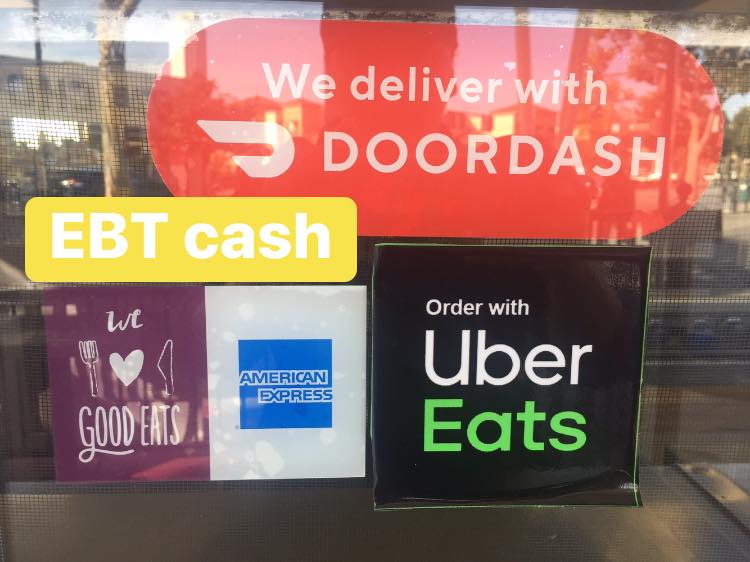 We deliver with
DOORDASH
EBT cash
We
GOOD EATS
AMERICAN
EXPRESS
Order with
Uber
Eats